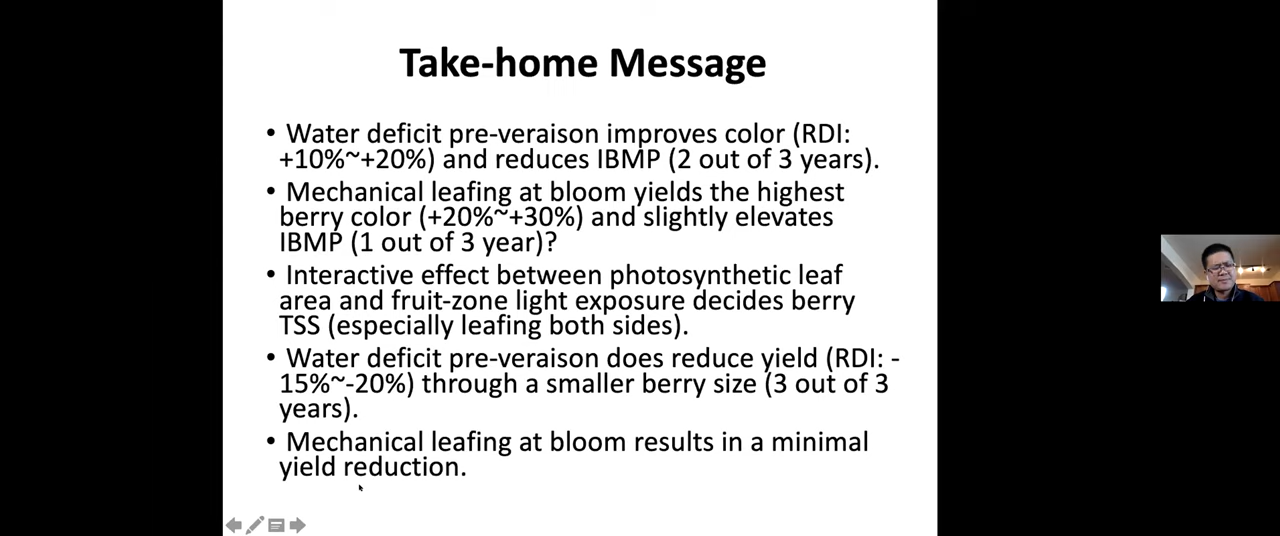 Take-home Message
• Water deficit pre-veraison improves color (RDI:
+10%~+20%) and reduces IBMP (2 out of 3 years).
• Mechanical leafing at bloom yields the highest
berry color (+20%~+30%) and slightly elevates
IBMP (1 out of 3 year)?
• Interactive effect between photosynthetic leaf
area and fruit-zone light exposure decides berry
TSS (especially leafing both sides).
• Water deficit pre-veraison does reduce yield (RDI: -
15%~-20%) through a smaller berry size (3 out of 3
years).
• Mechanical leafing at bloom results in a minimal
yield reduction.